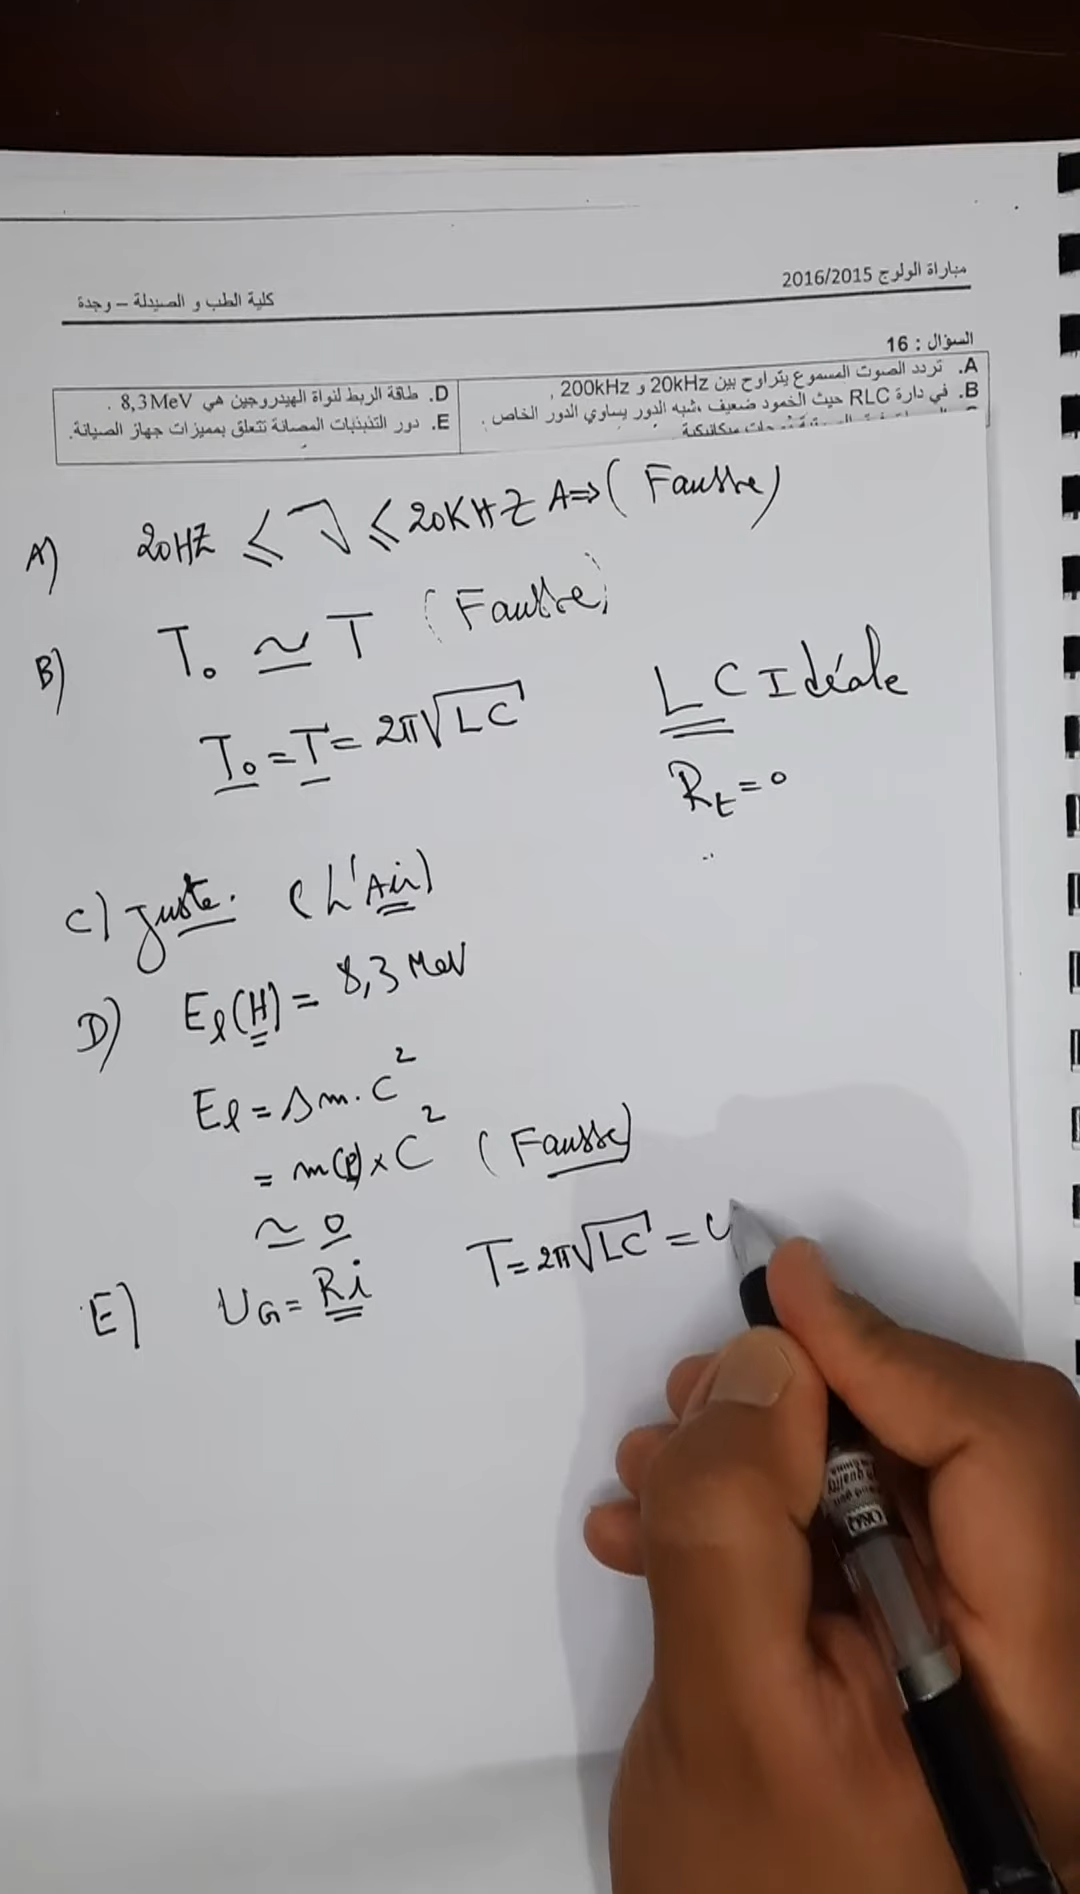 مباراة الولوج 2016/2015
كلية الطب و الصيدلة – وجدة
السؤال : 16
A. تردد الصوت المسموع يتراوح بين 20kHz و 200kHz ,
B. في دارة RLC حيث الخمود ضعيف ،شبه الدور يساوي الدور الخاص .
ميكانيكية
D. طاقة الربط لنواة الهيدروجين هي 8,3MeV .
E. دور التذبذبات المصانة تتعلق بمميزات جهاز الصيانة.
A) 20HZ ⩽ ⩽ 20KHZ A⇒( Fausse)
B) T₀ ≃ T (Fausse)
T₀ = T = 2π√LC
LC Idéale
Rt = 0
C) Juste. (L'Air)
D) Eℓ(H) = 8,3 MeV
Eℓ = Δm.C²
= m(p) x C² (Fausse)
≃ 0
E) UG = Ri T = 2π√LC =